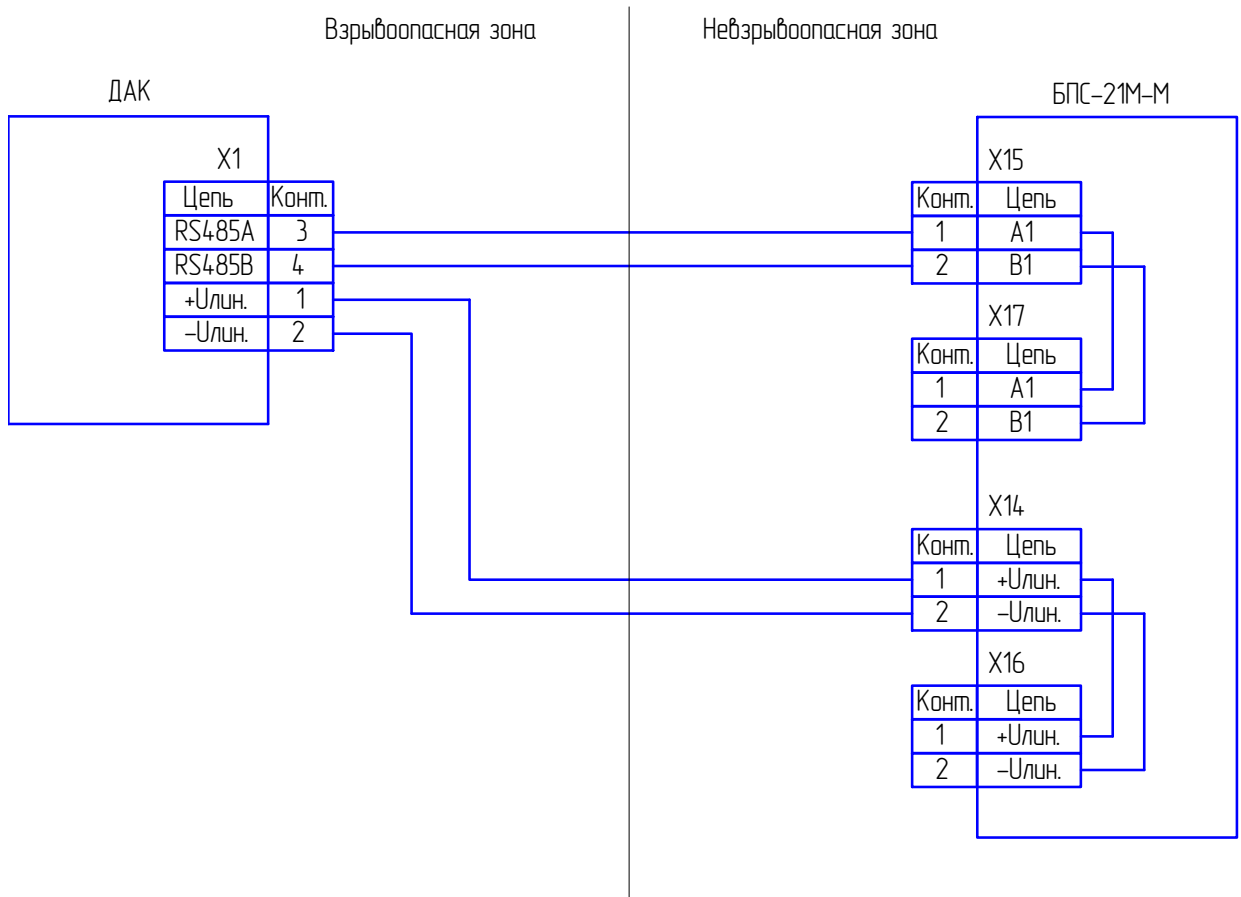 Взрывоопасная зона
Невзрывоопасная зона
ДАК
X1
Цепь Конт.
RS485A 3
RS485B 4
+Uлин. 1
–Uлин. 2
БПС–21М–М
X15
Конт. Цепь
1 A1
2 B1
X17
Конт. Цепь
1 A1
2 B1
X14
Конт. Цепь
1 +Uлин.
2 –Uлин.
X16
Конт. Цепь
1 +Uлин.
2 –Uлин.